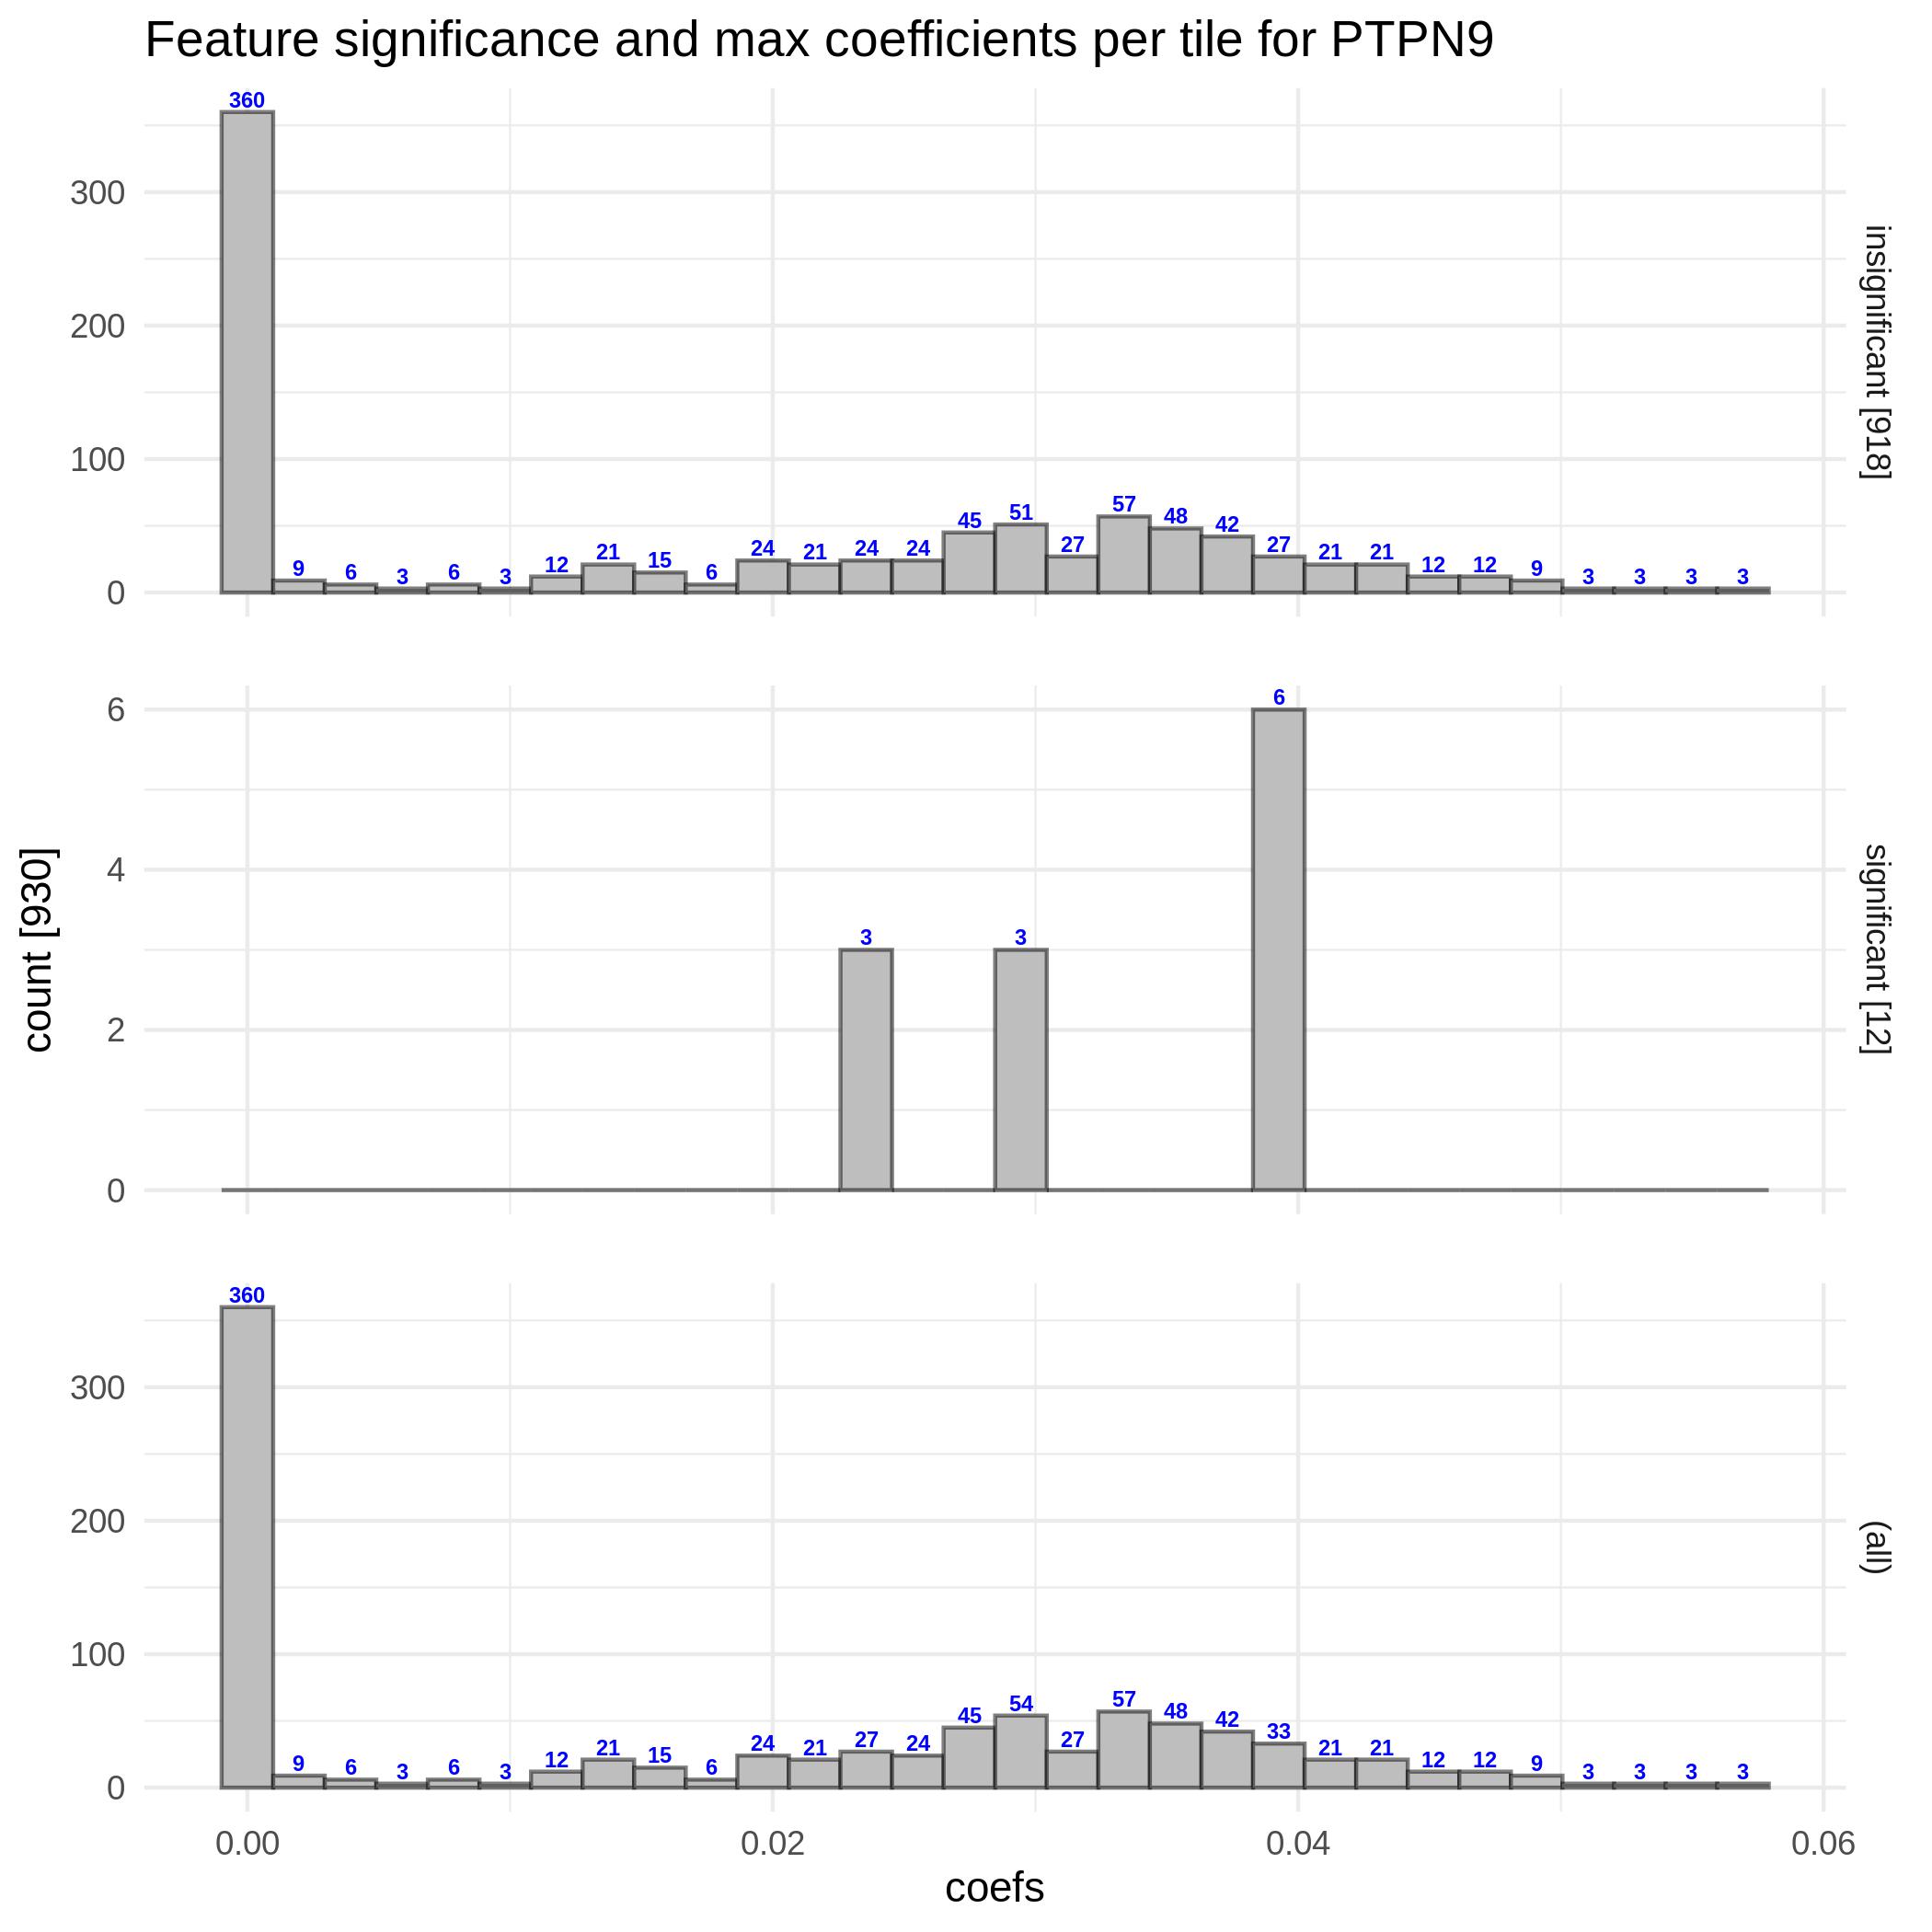 Feature significance and max coefficients per tile for PTPN9
360 9 6 3 6 3 12 21 15 6 24 21 24 24 45 51 27 57 48 42 27 21 21 12 12 9 3 3 3 3
300
200
100
0
insignificant [918]
3 3 6
6
4
2
0
significant [12]
count [930]
360 9 6 3 6 3 12 21 15 6 24 21 27 24 45 54 27 57 48 42 33 21 21 12 12 9 3 3 3 3
300
200
100
0
(all)
0.00 0.02 0.04 0.06
coefs